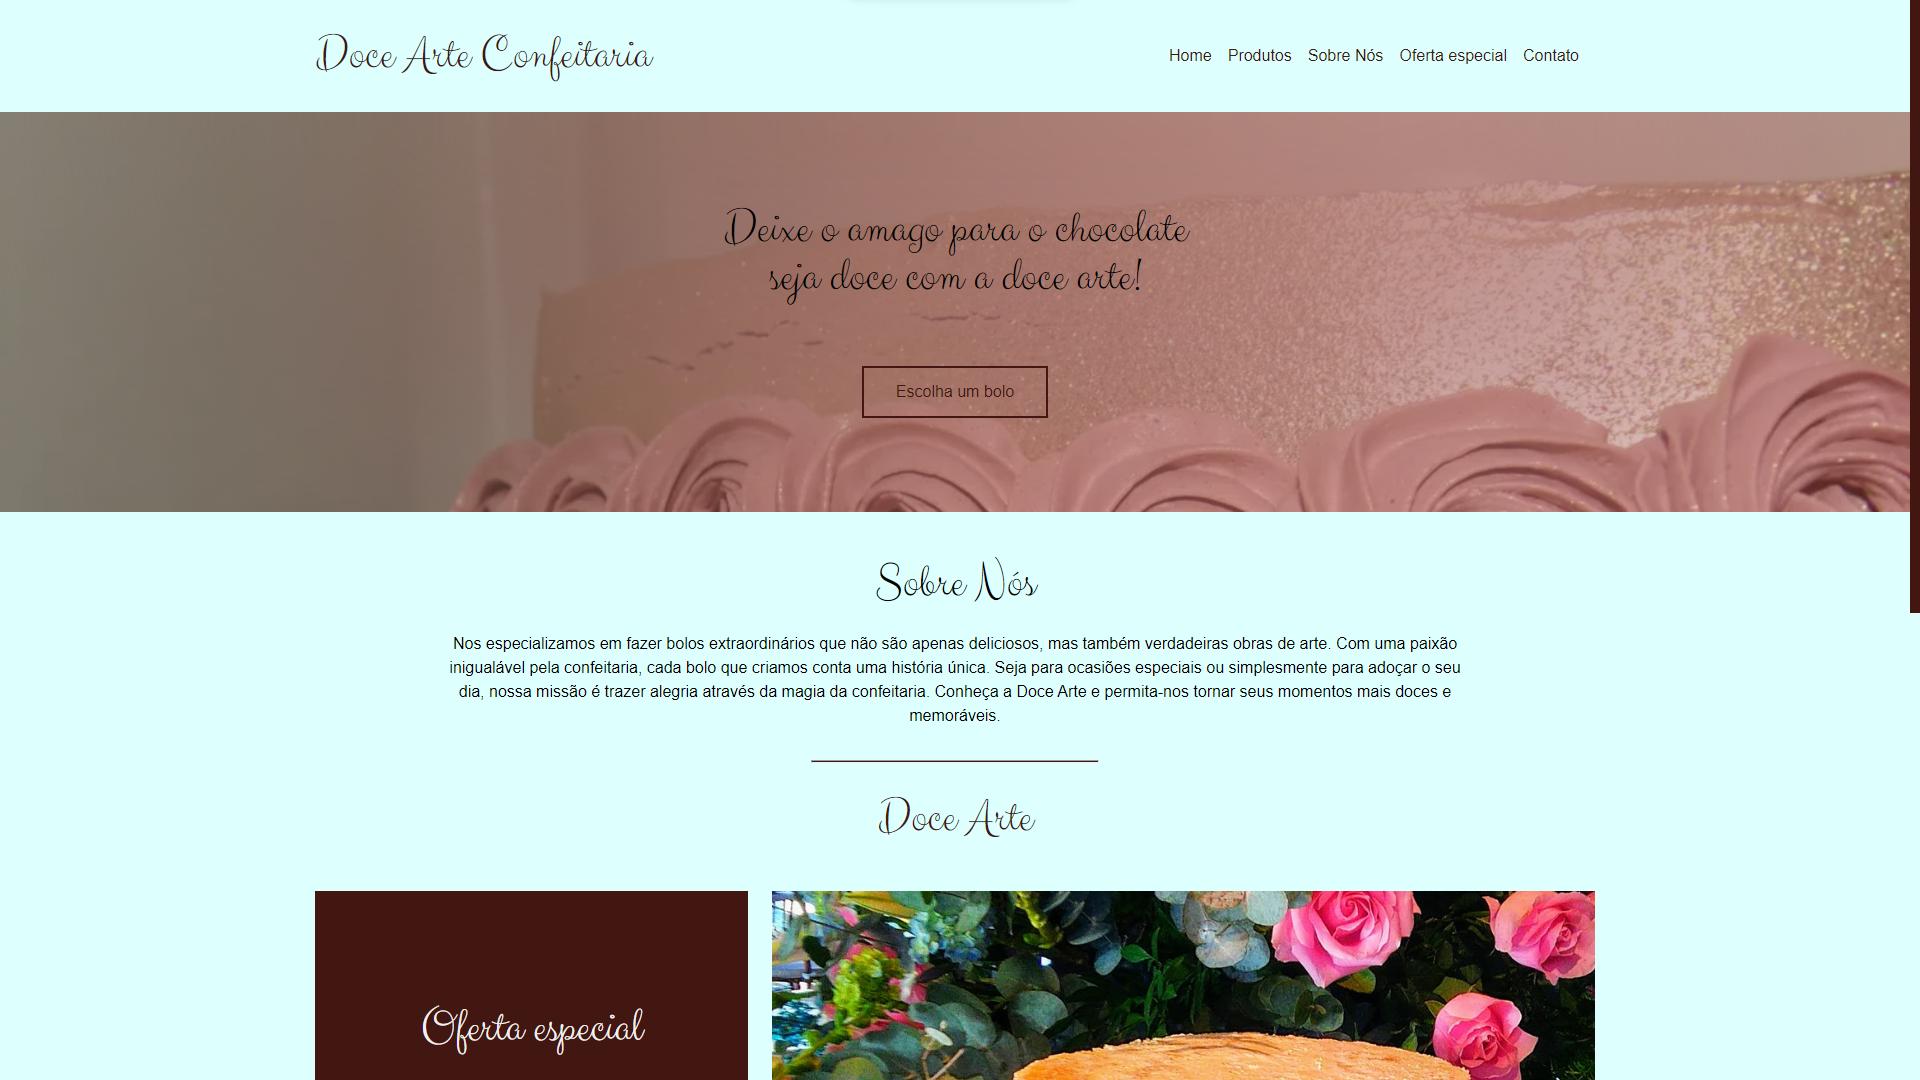 Doce Arte Confeitaria
Home Produtos Sobre Nós Oferta especial Contato
Deixe o amago para o chocolate
seja doce com a doce arte!
Escolha um bolo
Sobre Nós
Nos especializamos em fazer bolos extraordinários que não são apenas deliciosos, mas também verdadeiras obras de arte. Com uma paixão
inigualável pela confeitaria, cada bolo que criamos conta uma história única. Seja para ocasiões especiais ou simplesmente para adoçar o seu
dia, nossa missão é trazer alegria através da magia da confeitaria. Conheça a Doce Arte e permita-nos tornar seus momentos mais doces e
memoráveis.
Doce Arte
Oferta especial